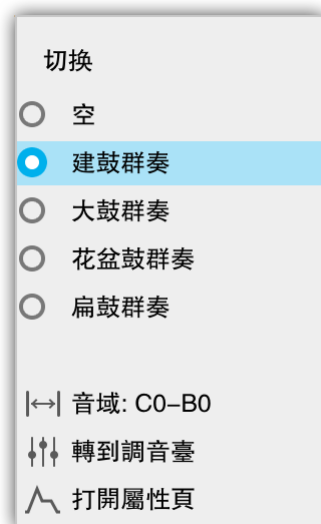 切换
空
建鼓群奏
大鼓群奏
花盆鼓群奏
扁鼓群奏
音域: C0–B0
轉到調音臺
打開屬性頁